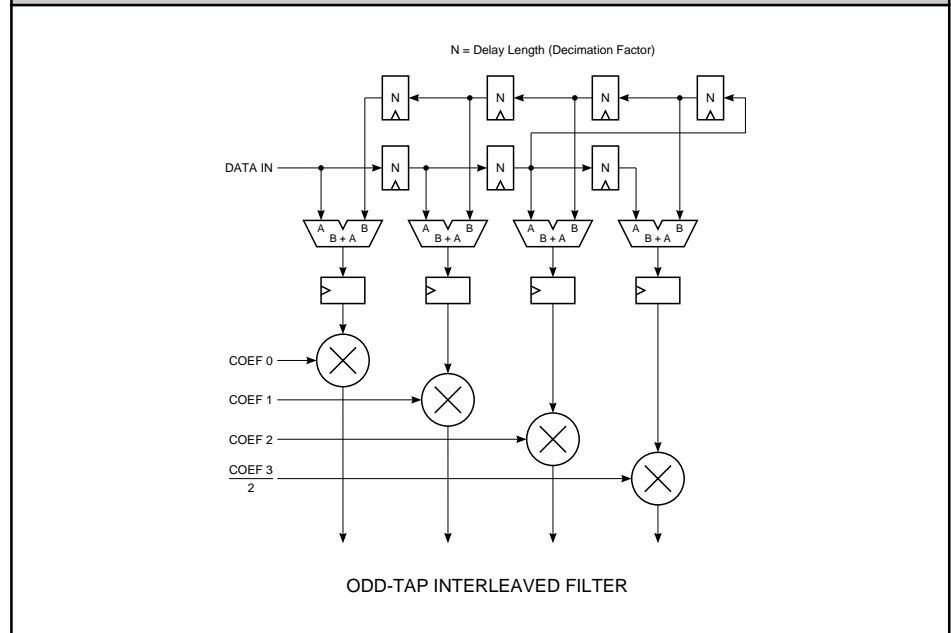 N = Delay Length (Decimation Factor)
N N N N
DATA IN N N N
A B A B A B A B
B + A B + A B + A B + A
COEF 0
COEF 1
COEF 2
COEF 3
2
ODD-TAP INTERLEAVED FILTER